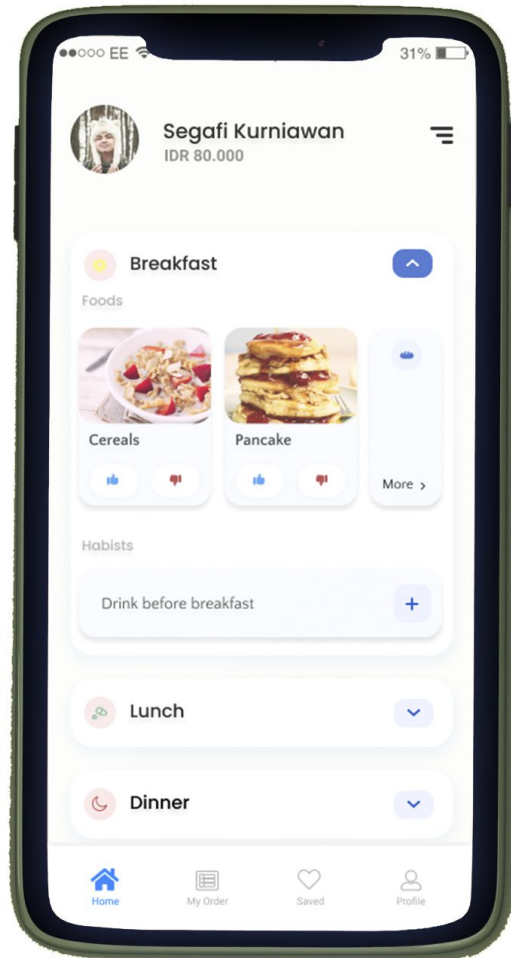 EE
31%
Segafi Kurniawan
IDR 80.000
Breakfast
Foods
Cereals
Pancake
More >
Habists
Drink before breakfast
+
Lunch
Dinner
Home
My Order
Saved
Profile